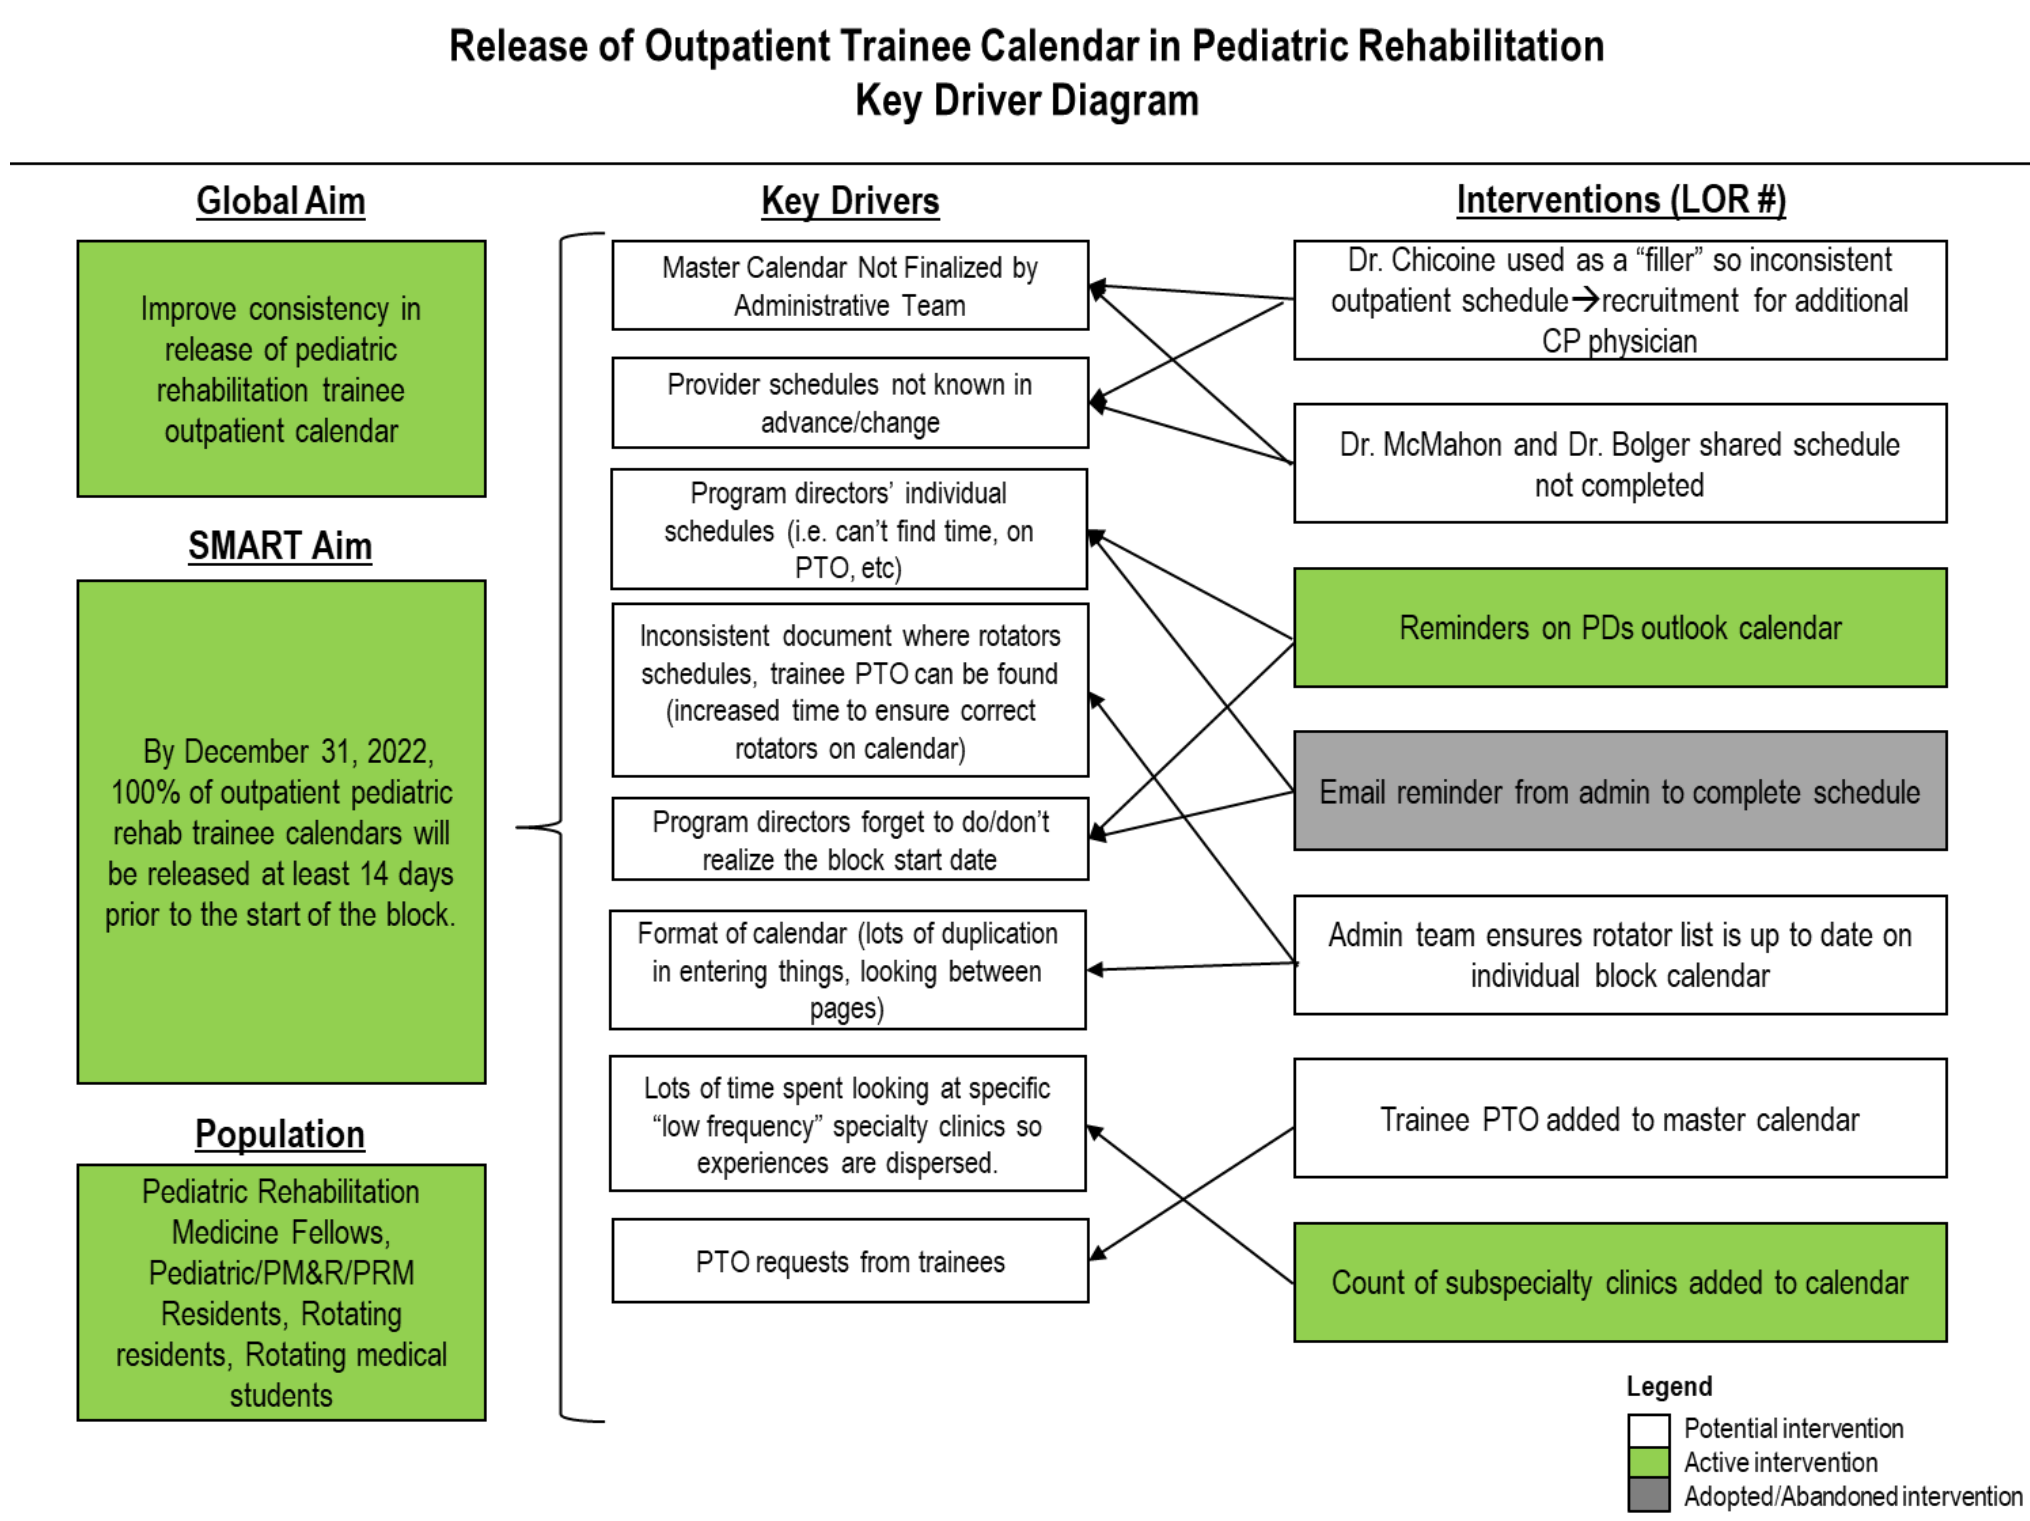 Release of Outpatient Trainee Calendar in Pediatric Rehabilitation
Key Driver Diagram
Global Aim
Improve consistency in
release of pediatric
rehabilitation trainee
outpatient calendar
SMART Aim
By December 31, 2022,
100% of outpatient pediatric
rehab trainee calendars will
be released at least 14 days
prior to the start of the block.
Population
Pediatric Rehabilitation
Medicine Fellows,
Pediatric/PM&R/PRM
Residents, Rotating
residents, Rotating medical
students
Key Drivers
Master Calendar Not Finalized by
Administrative Team
Provider schedules not known in
advance/change
Program directors’ individual
schedules (i.e. can’t find time, on
PTO, etc)
Inconsistent document where rotators
schedules, trainee PTO can be found
(increased time to ensure correct
rotators on calendar)
Program directors forget to do/don’t
realize the block start date
Format of calendar (lots of duplication
in entering things, looking between
pages)
Lots of time spent looking at specific
“low frequency” specialty clinics so
experiences are dispersed.
PTO requests from trainees
Interventions (LOR #)
Dr. Chicoine used as a “filler” so inconsistent
outpatient schedule→recruitment for additional
CP physician
Dr. McMahon and Dr. Bolger shared schedule
not completed
Reminders on PDs outlook calendar
Email reminder from admin to complete schedule
Admin team ensures rotator list is up to date on
individual block calendar
Trainee PTO added to master calendar
Count of subspecialty clinics added to calendar
Legend
Potential intervention
Active intervention
Adopted/Abandoned intervention